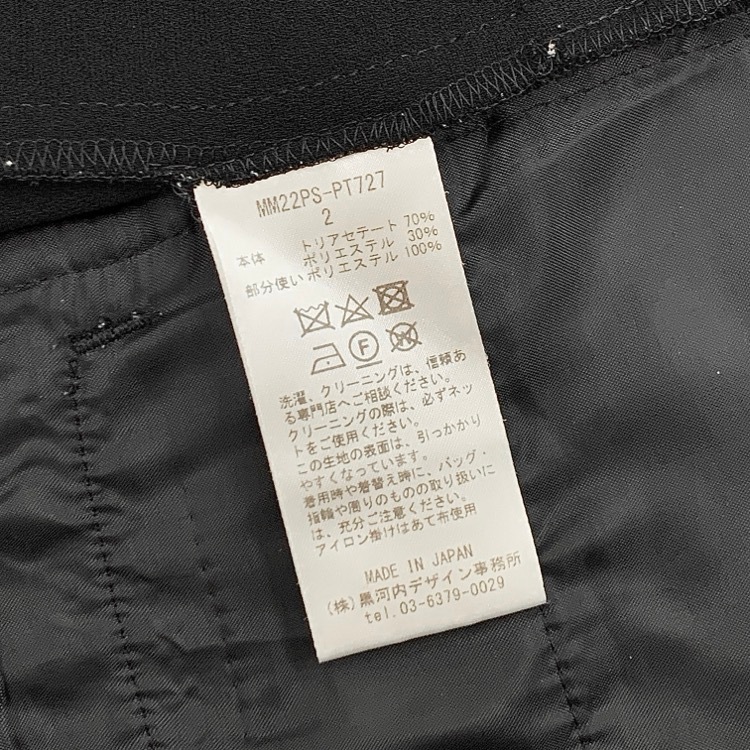 MM22PS-PT727
2
トリアセテート 70%
本体 ポリエステル 30%
部分使い ポリエステル 100%
F
洗濯、クリーニングは、信頼あ
る専門店へご相談ください。
クリーニングの際は、必ずネッ
トをご使用ください。
この生地の表面は、引っかかり
やすくなっています。
着用時や着替え時に、バッグ・
指輪や周りのものの取り扱いに
は、充分ご注意ください。
アイロン掛けはあて布使用
MADE IN JAPAN
(株)黒河内デザイン事務所
tel. 03-6379-0029